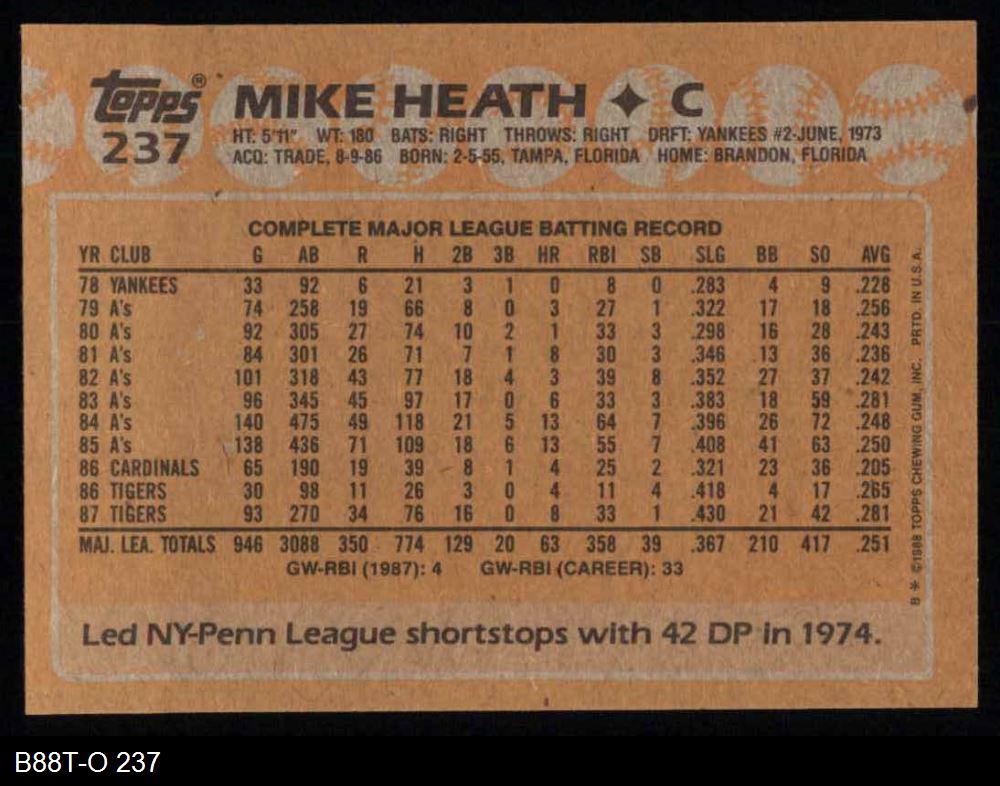 Topps® MIKE HEATH ✦ C
237 HT: 5'11" WT: 180 BATS: RIGHT THROWS: RIGHT DRFT: YANKEES #2-JUNE, 1973
ACQ: TRADE, 8-9-86 BORN: 2-5-55, TAMPA, FLORIDA HOME: BRANDON, FLORIDA
COMPLETE MAJOR LEAGUE BATTING RECORD
YR CLUB G AB R H 2B 3B HR RBI SB SLG BB SO AVG
78 YANKEES 33 92 6 21 3 1 0 8 0 .283 4 9 .228
79 A's 74 258 19 66 8 0 3 27 1 .322 17 18 .256
80 A's 92 305 27 74 10 2 1 33 3 .298 16 28 .243
81 A's 84 301 26 71 7 1 8 30 3 .346 13 36 .236
82 A's 101 318 43 77 18 4 3 39 8 .352 27 37 .242
83 A's 96 345 45 97 17 0 6 33 3 .383 18 59 .281
84 A's 140 475 49 118 21 5 13 64 7 .396 26 72 .248
85 A's 138 436 71 109 18 6 13 55 7 .408 41 63 .250
86 CARDINALS 65 190 19 39 8 1 4 25 2 .321 23 36 .205
86 TIGERS 30 98 11 26 3 0 4 11 4 .418 4 17 .265
87 TIGERS 93 270 34 76 16 0 8 33 1 .430 21 42 .281
MAJ. LEA. TOTALS 946 3088 350 774 129 20 63 358 39 .367 210 417 .251
GW-RBI (1987): 4 GW-RBI (CAREER): 33
Led NY-Penn League shortstops with 42 DP in 1974.
B * ©1988 TOPPS CHEWING GUM, INC. PRTD. IN U.S.A.
B88T-O 237